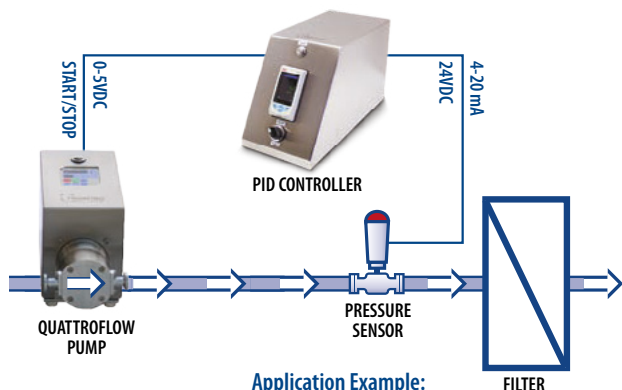 0-5VDC
START/STOP
4-20 mA
24VDC
PID CONTROLLER
QUATTROFLOW
PUMP
PRESSURE
SENSOR
Application Example:
FILTER